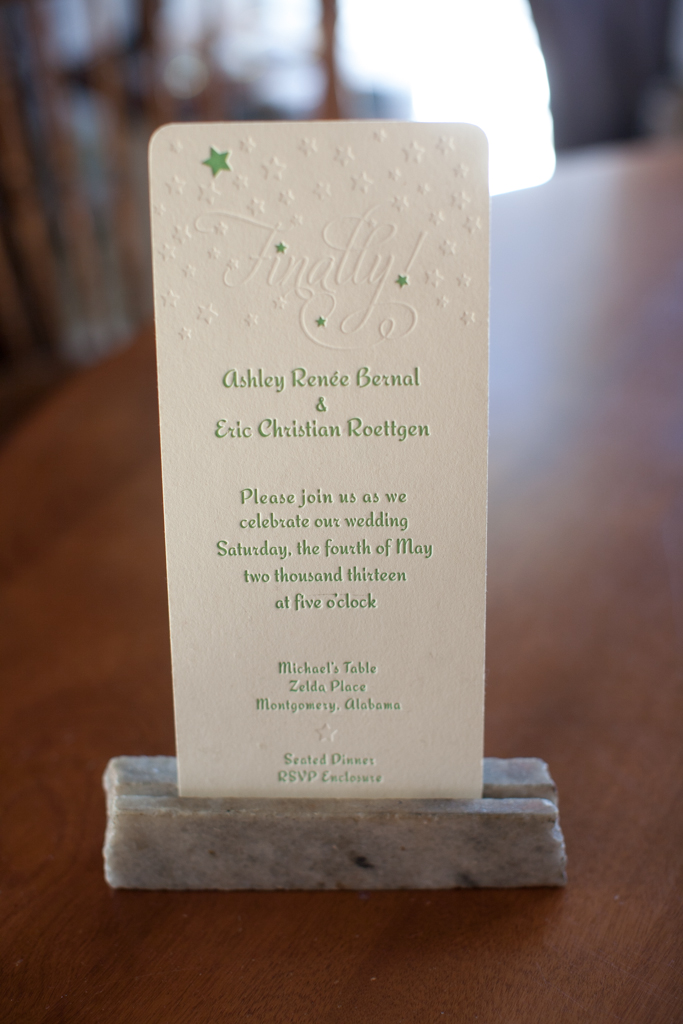 Finally!
Ashley Renée Bernal
&
Eric Christian Roettgen
Please join us as we
celebrate our wedding
Saturday, the fourth of May
two thousand thirteen
at five o'clock
Michael's Table
Zelda Place
Montgomery, Alabama
Seated Dinner
RSVP Enclosure